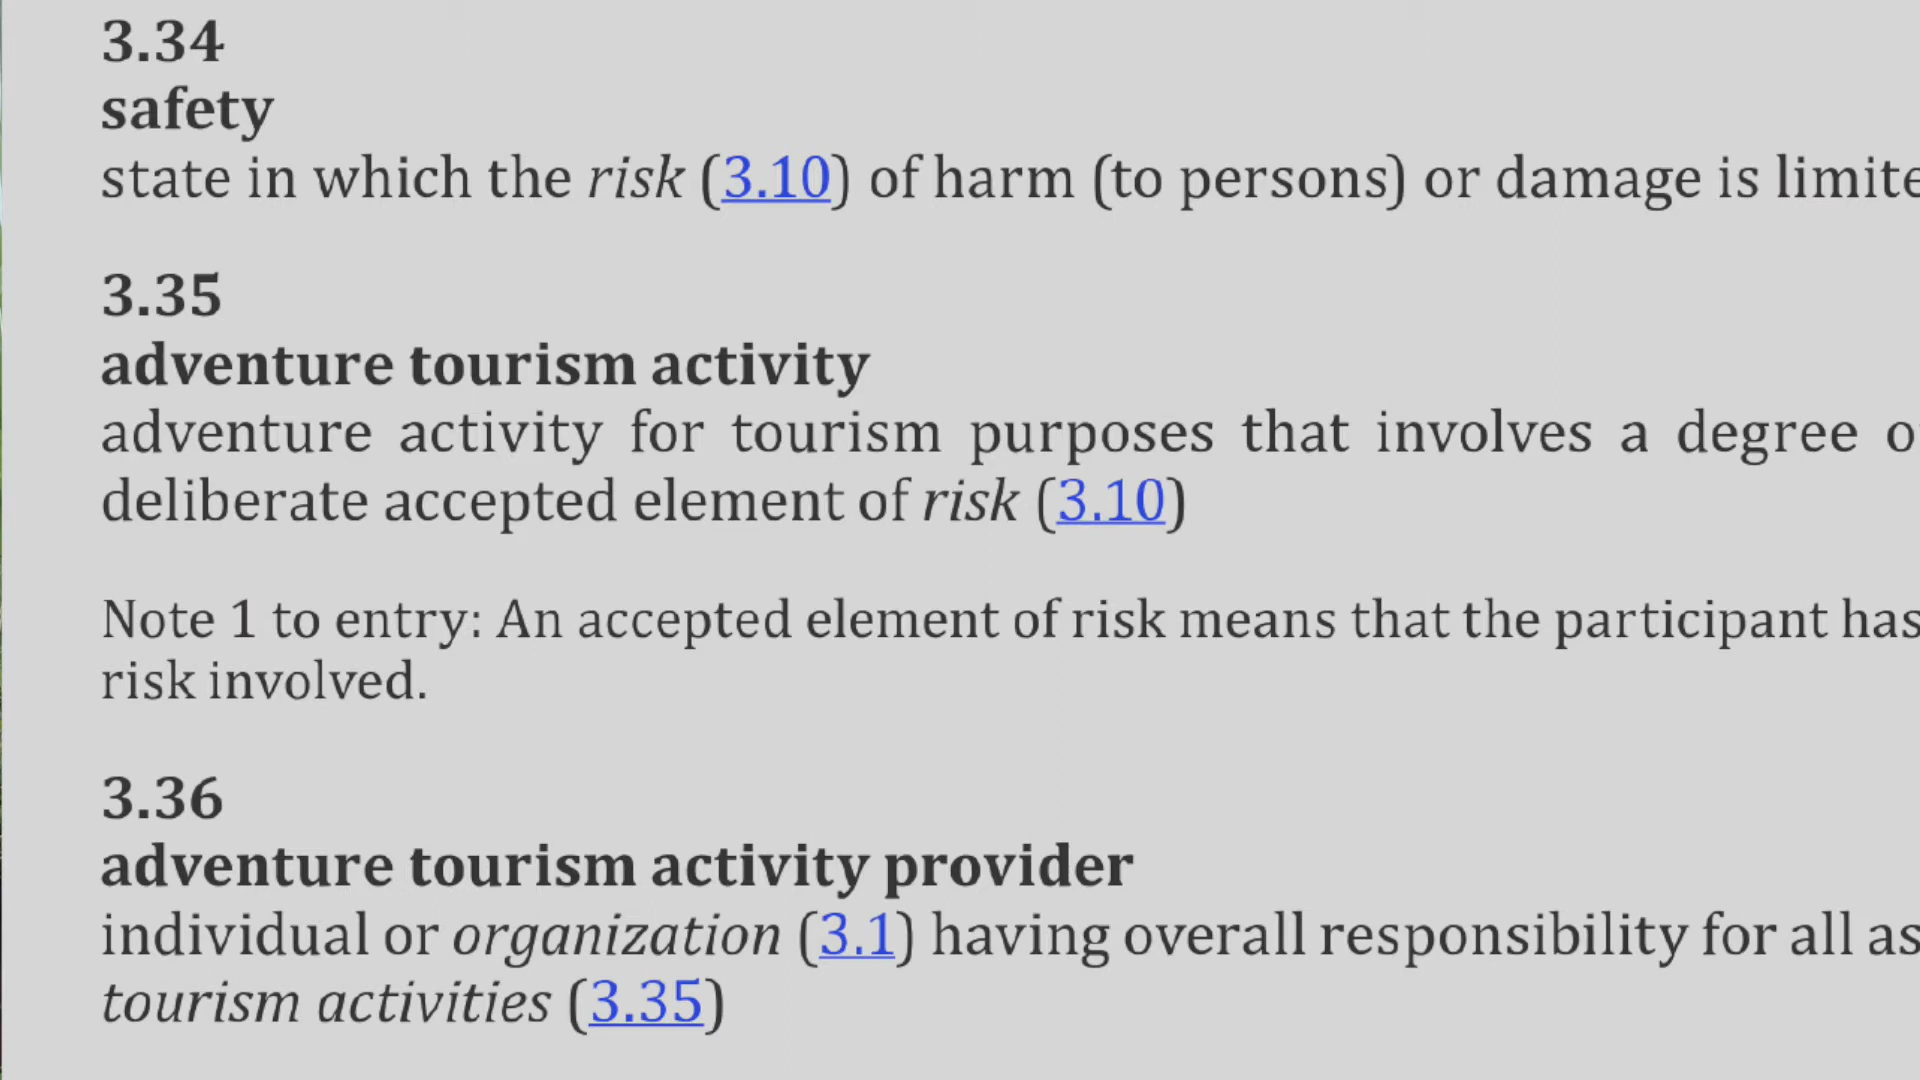 3.34
safety
state in which the risk (3.10) of harm (to persons) or damage is
3.35
adventure tourism activity
adventure activity for tourism purposes that involves a degree
deliberate accepted element of risk (3.10)
Note 1 to entry: An accepted element of risk means that the participant has
risk involved.
3.36
adventure tourism activity provider
individual or organization (3.1) having overall responsibility for all
tourism activities (3.35)